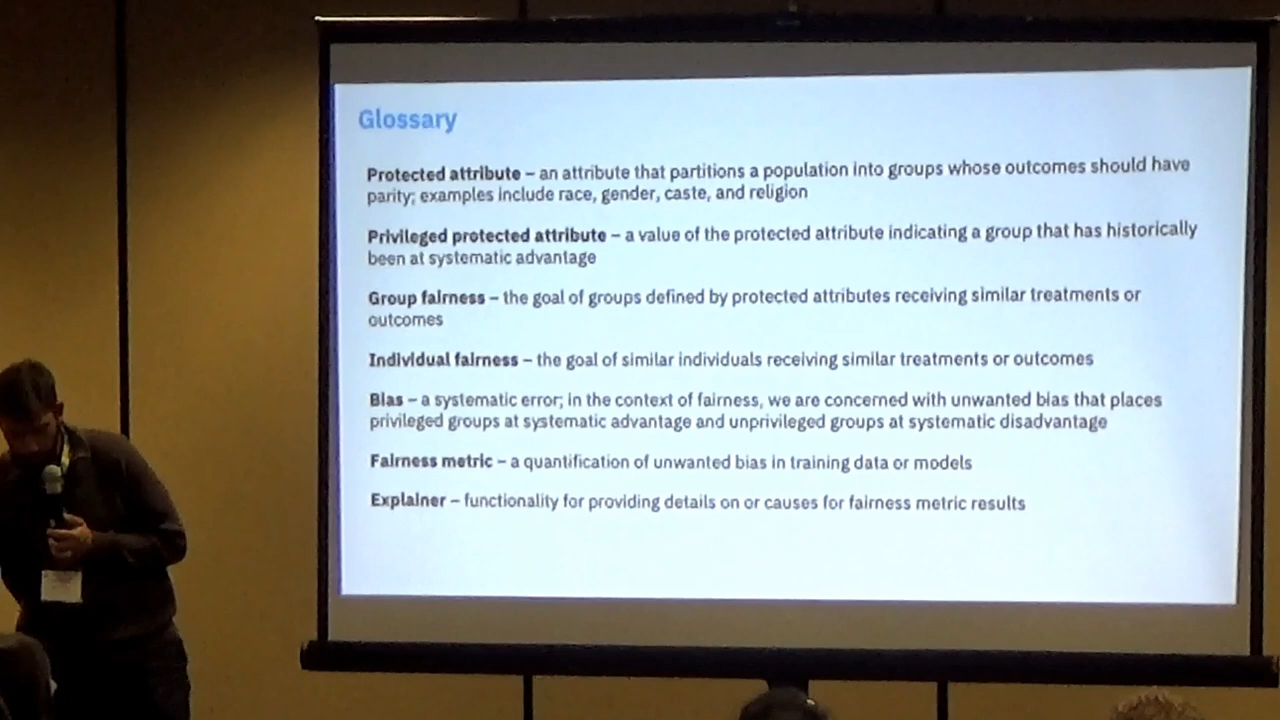 Glossary
Protected attribute – an attribute that partitions a population into groups whose outcomes should have
parity; examples include race, gender, caste, and religion
Privileged protected attribute – a value of the protected attribute indicating a group that has historically
been at systematic advantage
Group fairness – the goal of groups defined by protected attributes receiving similar treatments or
outcomes
Individual fairness – the goal of similar individuals receiving similar treatments or outcomes
Bias – a systematic error; in the context of fairness, we are concerned with unwanted bias that places
privileged groups at systematic advantage and unprivileged groups at systematic disadvantage
Fairness metric – a quantification of unwanted bias in training data or models
Explainer – functionality for providing details on or causes for fairness metric results